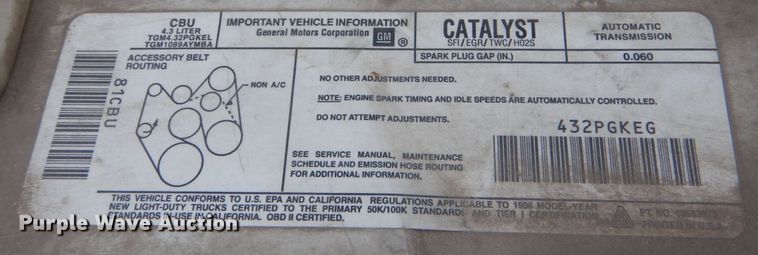 CBU
4.3 LITER
TGM4.32PGKEL
TGM1089AYMBA
IMPORTANT VEHICLE INFORMATION
General Motors Corporation GM ®
CATALYST
SFI/EGR/TWC/HO2S
AUTOMATIC
TRANSMISSION
SPARK PLUG GAP (IN.)
0.060
ACCESSORY BELT
ROUTING
NON A/C
81CBU
NO OTHER ADJUSTMENTS NEEDED.
NOTE: ENGINE SPARK TIMING AND IDLE SPEEDS ARE AUTOMATICALLY CONTROLLED.
DO NOT ATTEMPT ADJUSTMENTS.
432PGKEG
SEE SERVICE MANUAL, MAINTENANCE
SCHEDULE AND EMISSION HOSE ROUTING
FOR ADDITIONAL INFORMATION.
THIS VEHICLE CONFORMS TO U.S. EPA AND CALIFORNIA REGULATIONS APPLICABLE TO 1996 MODEL-YEAR
NEW LIGHT-DUTY TRUCKS CERTIFIED TO THE PRIMARY 50K/100K STANDARDS AND TIER I CERTIFICATION
STANDARDS IN-USE IN CALIFORNIA. OBD II CERTIFIED.
PT NO.
PRINTED IN U.S.A.
Purple Wave Auction